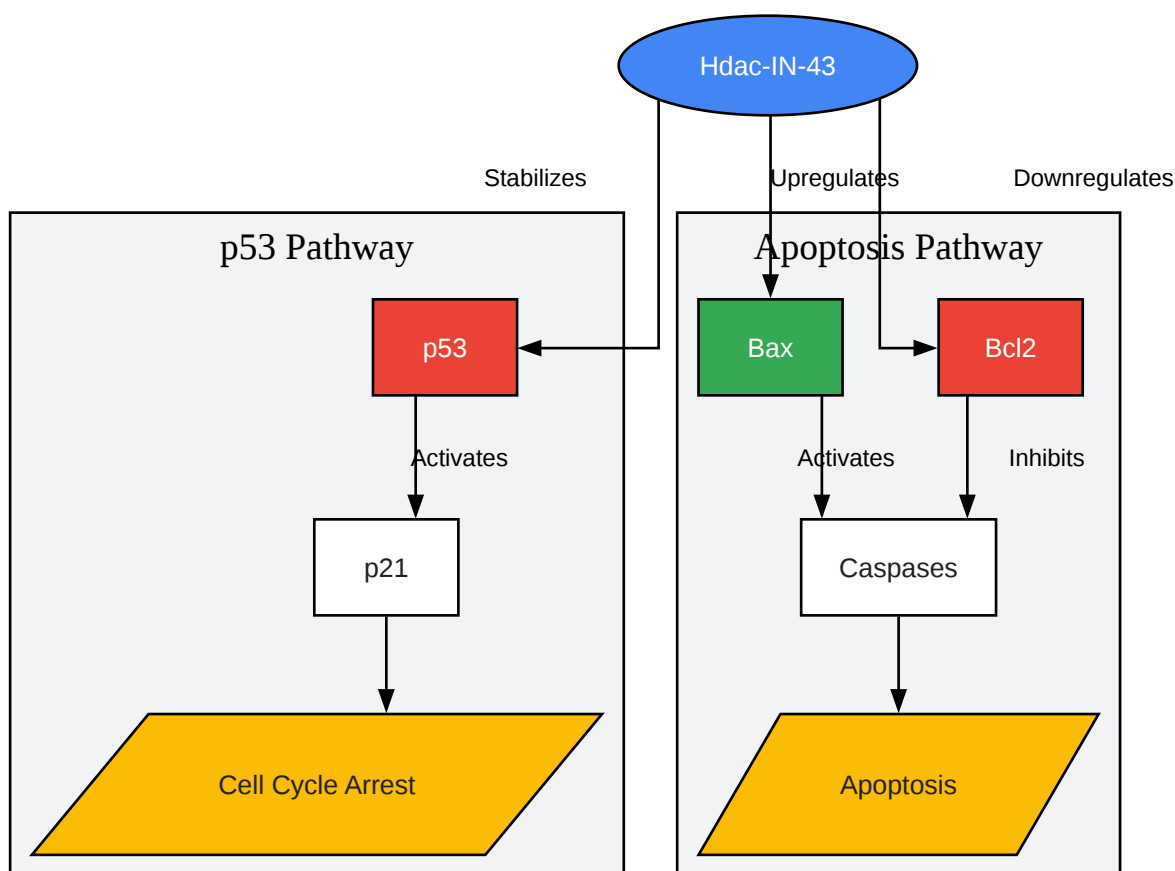 Hdac-IN-43
Stabilizes
Upregulates
Downregulates
p53 Pathway
Apoptosis Pathway
p53
Bax
Bcl2
Activates
Activates
Inhibits
p21
Caspases
Cell Cycle Arrest
Apoptosis